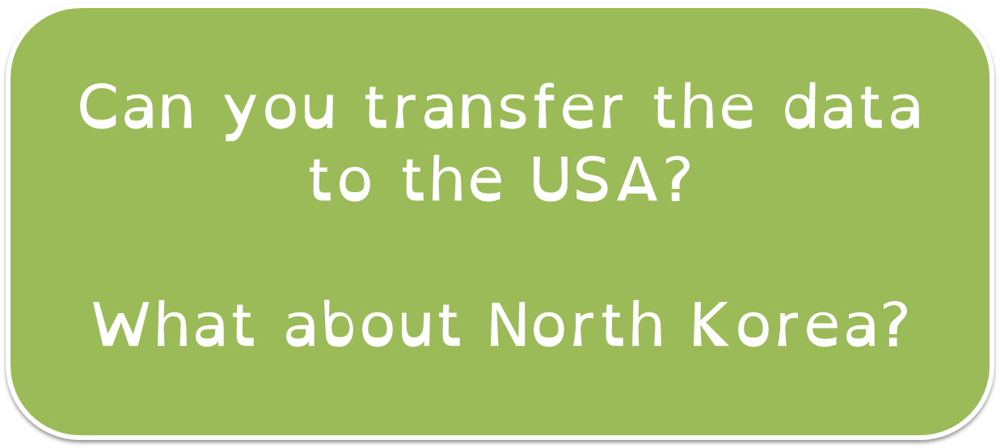 Can you transfer the data
to the USA?
What about North Korea?